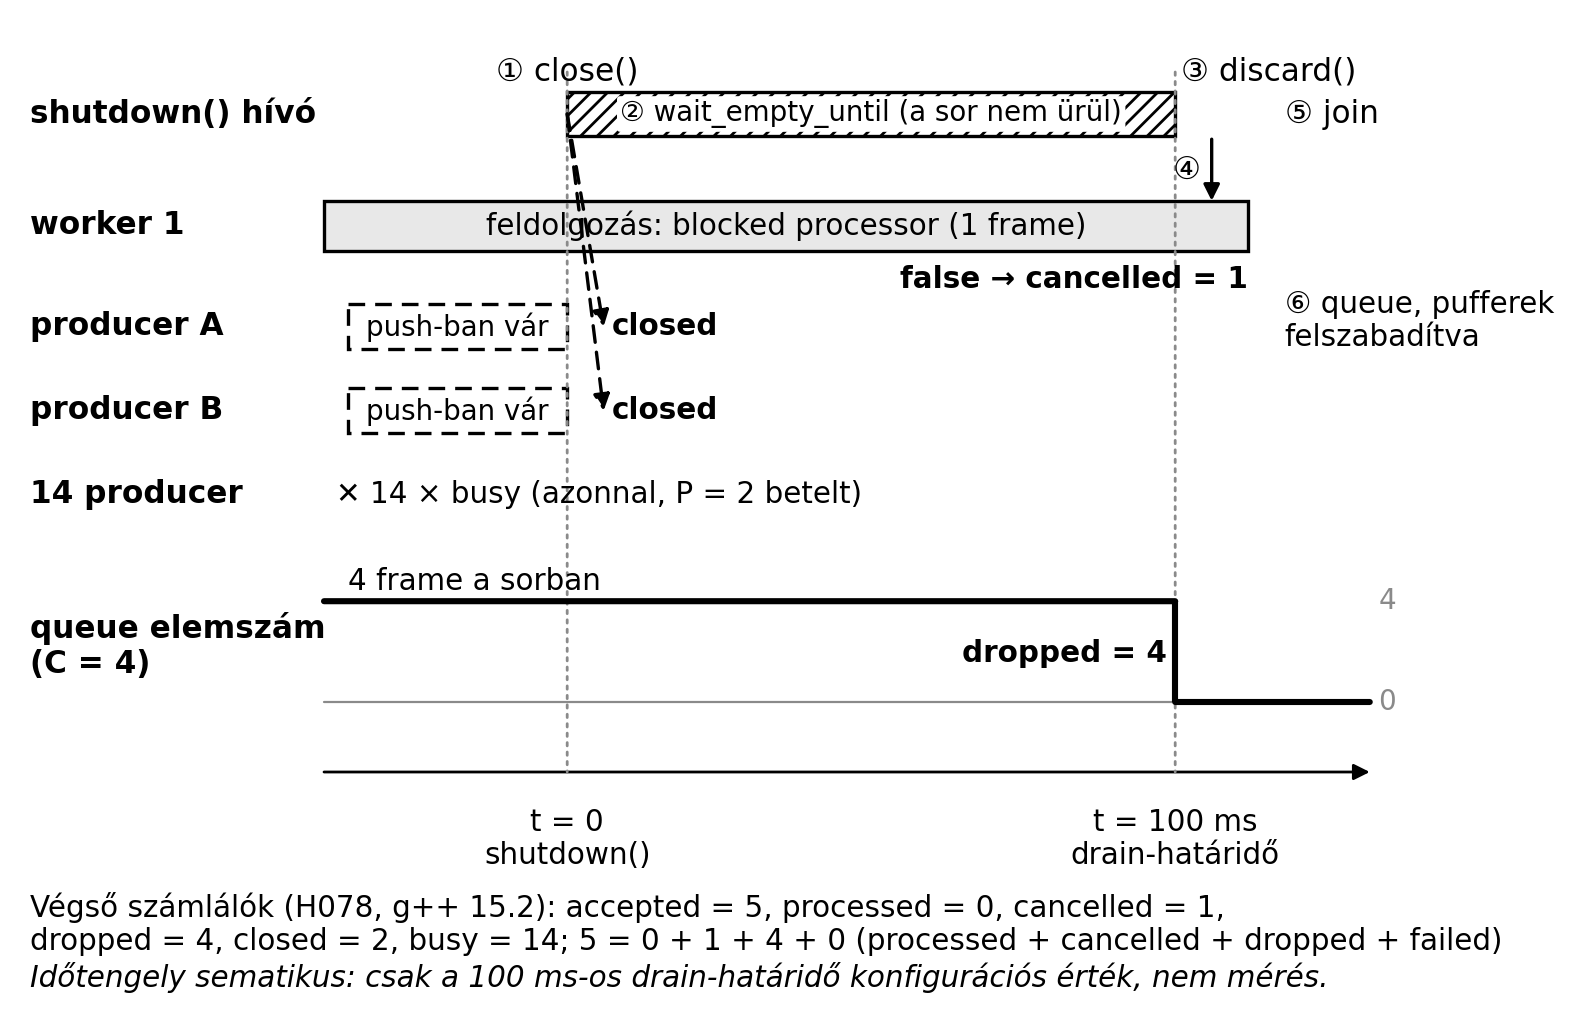 ① close()
③ discard()
shutdown() hívó
② wait_empty_until (a sor nem ürül)
⑤ join
④
worker 1
feldolgozás: blocked processor (1 frame)
false → cancelled = 1
⑥ queue, pufferek
felszabadítva
producer A
push-ban vár
closed
producer B
push-ban vár
closed
14 producer
✕ 14 × busy (azonnal, P = 2 betelt)
4 frame a sorban
4
queue elemszám
(C = 4)
dropped = 4
0
t = 0
shutdown()
t = 100 ms
drain-határidő
Végső számlálók (H078, g++ 15.2): accepted = 5, processed = 0, cancelled = 1,
dropped = 4, closed = 2, busy = 14; 5 = 0 + 1 + 4 + 0 (processed + cancelled + dropped + failed)
Időtengely sematikus: csak a 100 ms-os drain-határidő konfigurációs érték, nem mérés.